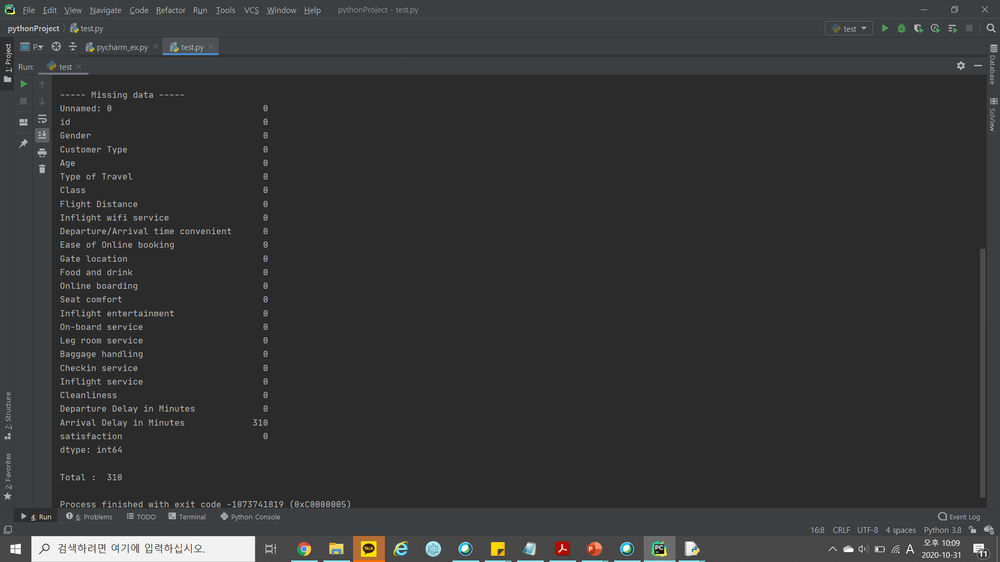 File Edit View Navigate Code Refactor Run Tools VCS Window Help pythonProject - test.py
pythonProject test.py test
P... pycharm_ex.py test.py
1: Project
Run: test
----- Missing data -----
Unnamed: 0 0
id 0
Gender 0
Customer Type 0
Age 0
Type of Travel 0
Class 0
Flight Distance 0
Inflight wifi service 0
Departure/Arrival time convenient 0
Ease of Online booking 0
Gate location 0
Food and drink 0
Online boarding 0
Seat comfort 0
Inflight entertainment 0
On-board service 0
Leg room service 0
Baggage handling 0
Checkin service 0
Inflight service 0
Cleanliness 0
Departure Delay in Minutes 0
Arrival Delay in Minutes 310
satisfaction 0
dtype: int64
Total : 310
Process finished with exit code -1073741819 (0xC0000005)
Database
SciView
7: Structure
2: Favorites
4: Run 6: Problems TODO Terminal Python Console Event Log
16:8 CRLF UTF-8 4 spaces Python 3.8
검색하려면 여기에 입력하십시오.
TALK
PC
A
오후 10:09
2020-10-31
11